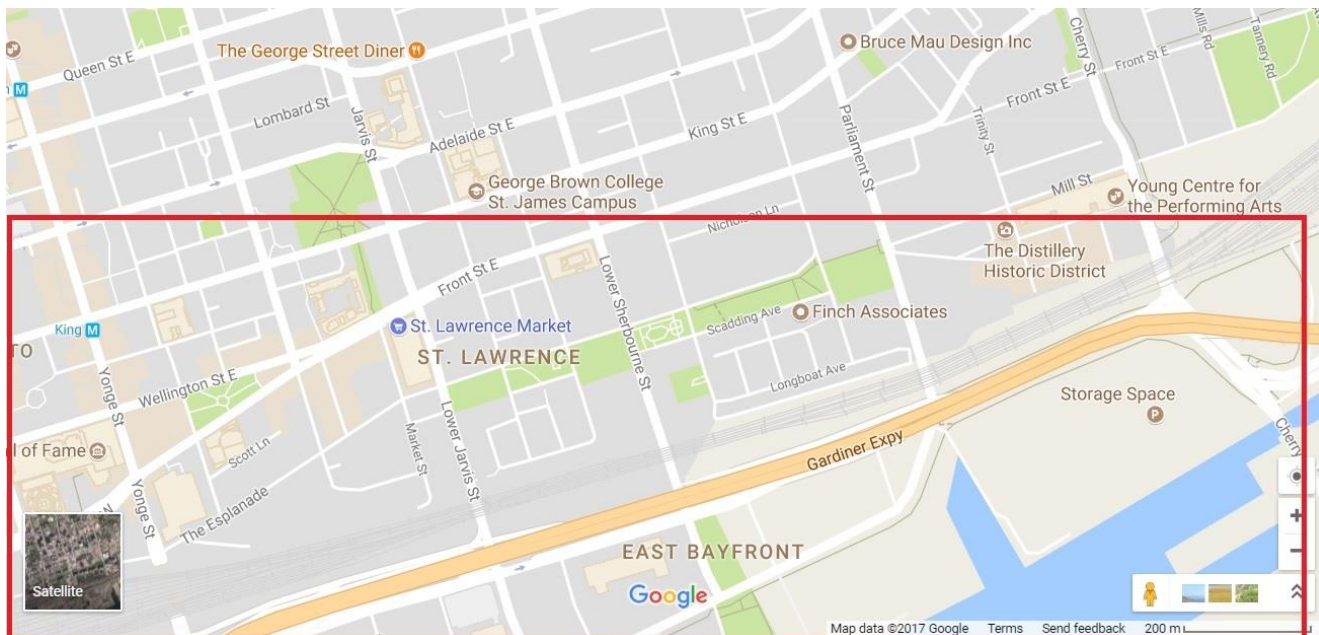 The George Street Diner
Bruce Mau Design Inc
Queen St E
Cherry St
Mills Rd
Tannery Rd
Front St E
Front St E
M
Lombard St
Jarvis St
Adelaide St E
King St E
Parliament St
Trinity St
George Brown College
St. James Campus
Mill St
Young Centre for
the Performing Arts
Nicholson Ln
The Distillery
Historic District
Front St E
Lower Sherbourne St
King M
St. Lawrence Market
Scadding Ave
Finch Associates
TO
ST. LAWRENCE
Yonge St
Wellington St E
Longboat Ave
Storage Space
P
l of Fame
Scott Ln
Market St
Lower Jarvis St
Gardiner Expy
Cherry
Yonge St
The Esplanade
EAST BAYFRONT
Satellite
Google
Map data ©2017 Google Terms Send feedback 200 m